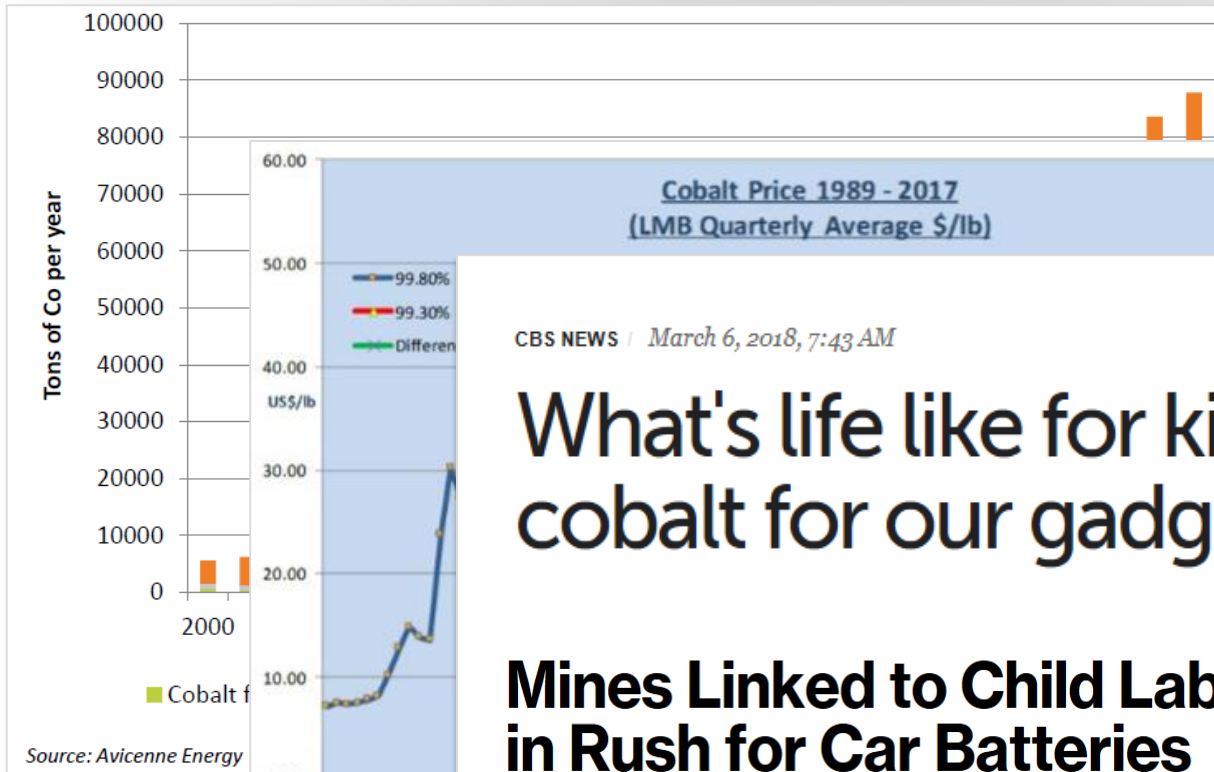 100000
90000
80000
70000
60000
50000
40000
30000
20000
10000
0
Tons of Co per year
2000
Cobalt f
Source: Avicenne Energy
60.00
50.00
40.00
US$/lb
30.00
20.00
10.00
Cobalt Price 1989 - 2017
(LMB Quarterly Average $/lb)
99.80%
99.30%
Differen
CBS NEWS / March 6, 2018, 7:43 AM
What's life like for ki
cobalt for our gadg
Mines Linked to Child Lab
in Rush for Car Batteries